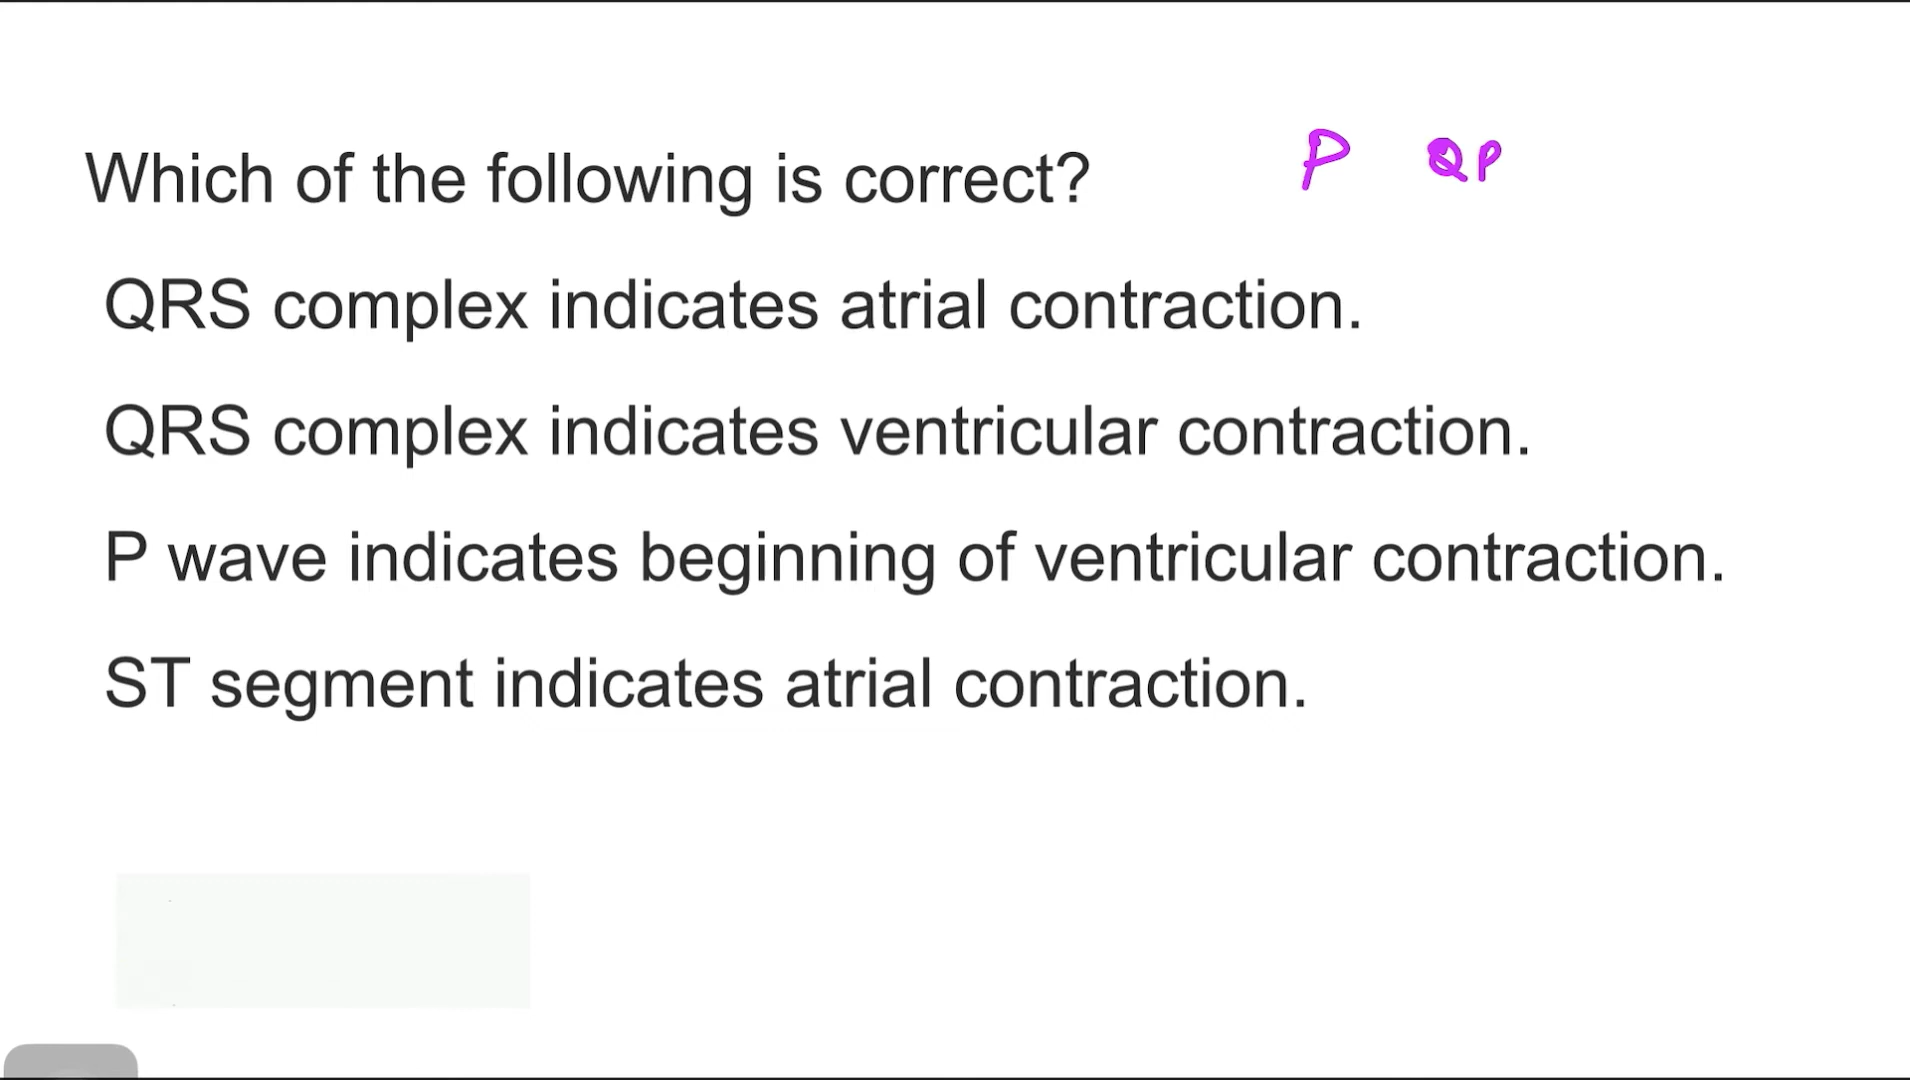 Which of the following is correct? P QP
QRS complex indicates atrial contraction.
QRS complex indicates ventricular contraction.
P wave indicates beginning of ventricular contraction.
ST segment indicates atrial contraction.